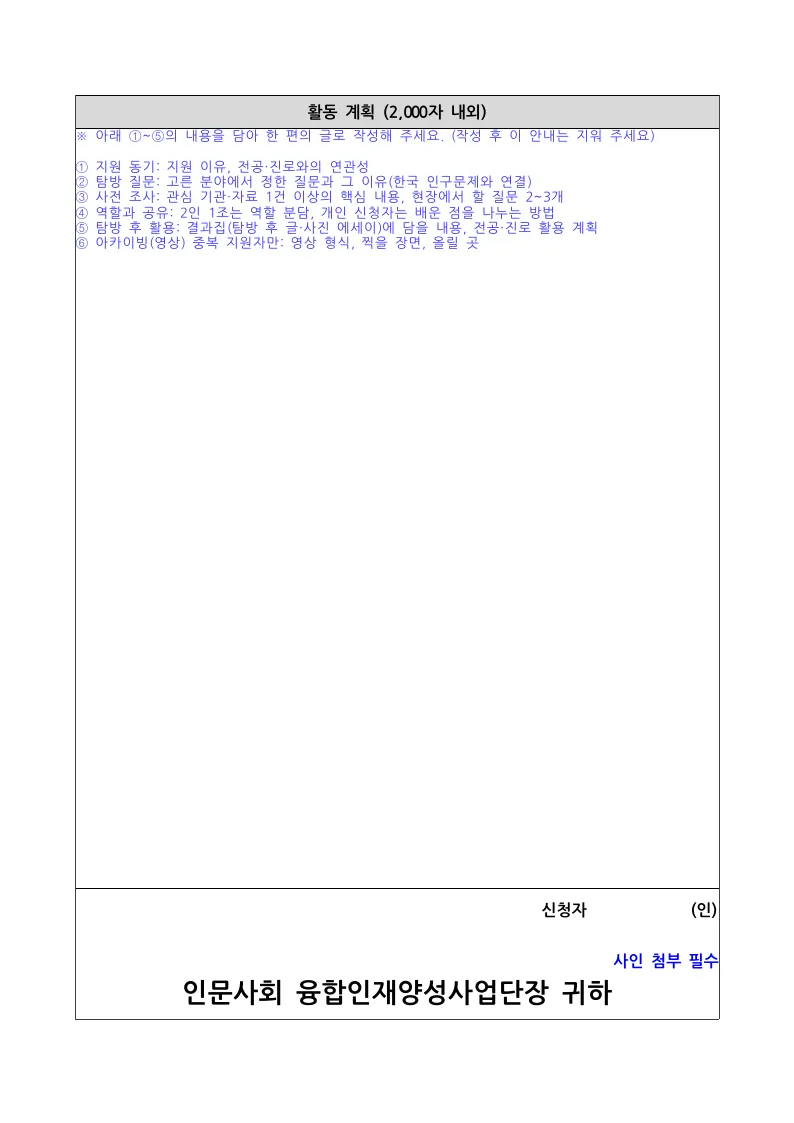 활동 계획 (2,000자 내외)
※ 아래 ①~⑤의 내용을 담아 한 편의 글로 작성해 주세요. (작성 후 이 안내는 지워 주세요)
① 지원 동기: 지원 이유, 전공·진로와의 연관성
② 탐방 질문: 고른 분야에서 정한 질문과 그 이유(한국 인구문제와 연결)
③ 사전 조사: 관심 기관·자료 1건 이상의 핵심 내용, 현장에서 할 질문 2~3개
④ 역할과 공유: 2인 1조는 역할 분담, 개인 신청자는 배운 점을 나누는 방법
⑤ 탐방 후 활용: 결과집(탐방 후 글·사진 에세이)에 담을 내용, 전공·진로 활용 계획
⑥ 아카이빙(영상) 중복 지원자만: 영상 형식, 찍을 장면, 올릴 곳
신청자 (인)
사인 첨부 필수
인문사회 융합인재양성사업단장 귀하